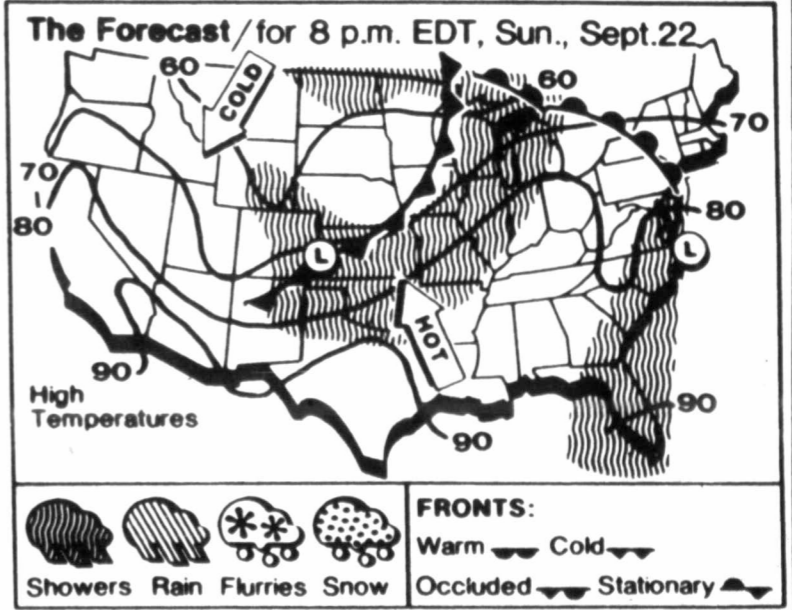 The Forecast / for 8 p.m. EDT, Sun., Sept.22
60
COLD
60
70
70
80
80
L
L
HOT
90
90
90
High
Temperatures
Showers Rain Flurries Snow
FRONTS:
Warm Cold
Occluded Stationary